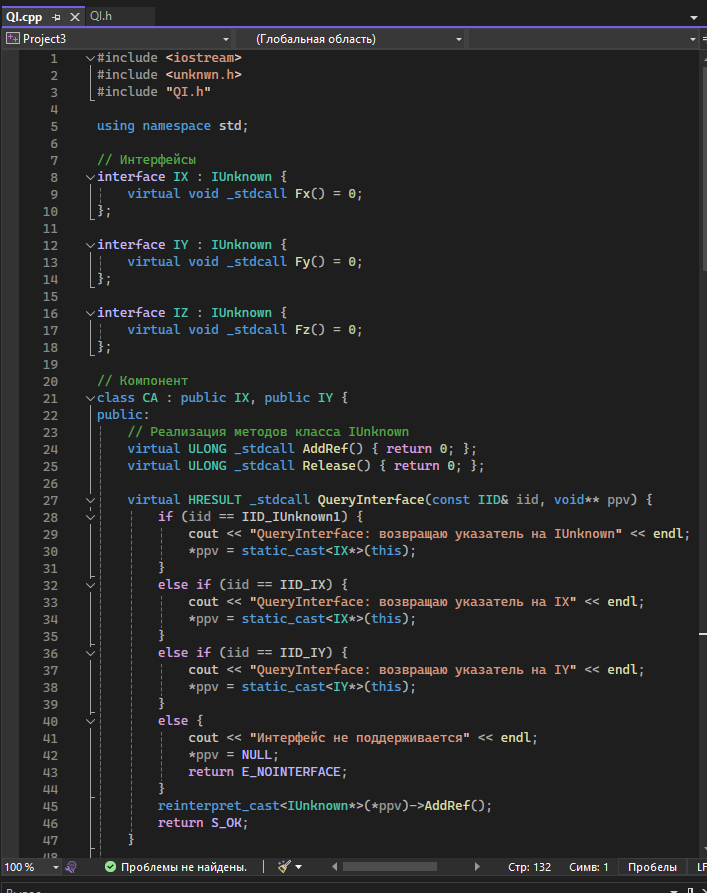 QI.cpp QI.h
Project3 (Глобальная область)
1 #include <iostream>
2 #include <unknwn.h>
3 #include "QI.h"
4
5 using namespace std;
6
7 // Интерфейсы
8 interface IX : IUnknown {
9 virtual void _stdcall Fx() = 0;
10 };
11
12 interface IY : IUnknown {
13 virtual void _stdcall Fy() = 0;
14 };
15
16 interface IZ : IUnknown {
17 virtual void _stdcall Fz() = 0;
18 };
19
20 // Компонент
21 class CA : public IX, public IY {
22 public:
23 // Реализация методов класса IUnknown
24 virtual ULONG _stdcall AddRef() { return 0; };
25 virtual ULONG _stdcall Release() { return 0; };
26
27 virtual HRESULT _stdcall QueryInterface(const IID& iid, void** ppv) {
28 if (iid == IID_IUnknown1) {
29 cout << "QueryInterface: возвращаю указатель на IUnknown" << endl;
30 *ppv = static_cast<IX*>(this);
31 }
32 else if (iid == IID_IX) {
33 cout << "QueryInterface: возвращаю указатель на IX" << endl;
34 *ppv = static_cast<IX*>(this);
35 }
36 else if (iid == IID_IY) {
37 cout << "QueryInterface: возвращаю указатель на IY" << endl;
38 *ppv = static_cast<IY*>(this);
39 }
40 else {
41 cout << "Интерфейс не поддерживается" << endl;
42 *ppv = NULL;
43 return E_NOINTERFACE;
44 }
45 reinterpret_cast<IUnknown*>(*ppv)->AddRef();
46 return S_OK;
47 }
48
100 % Проблемы не найдены. Стр: 132 Симв: 1 Пробелы LF